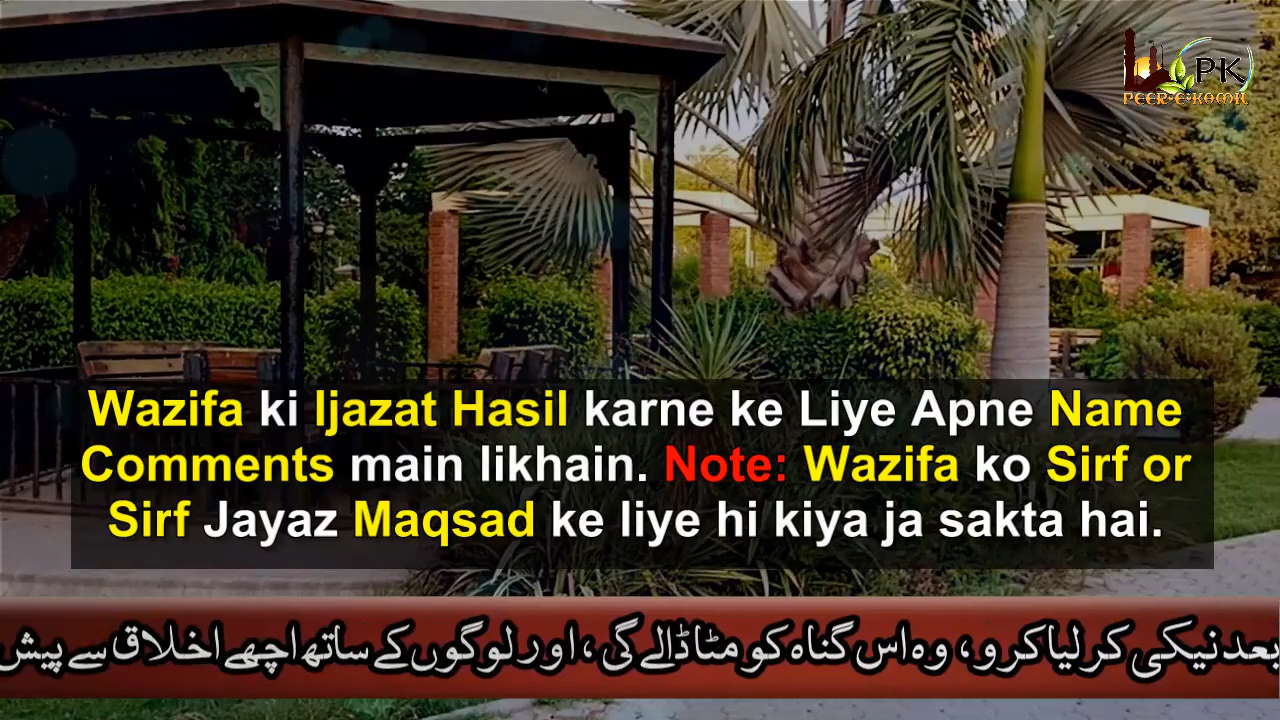 PK
PEER-E-KAMIL
Wazifa ki Ijazat Hasil karne ke Liye Apne Name
Comments main likhain. Note: Wazifa ko Sirf or
Sirf Jayaz Maqsad ke liye hi kiya ja sakta hai.
بعد نیکی کر لیا کرو، وہ اس گناہ کو مٹا ڈالے گی، اور لوگوں کے ساتھ اچھے اخلاق سے پیش